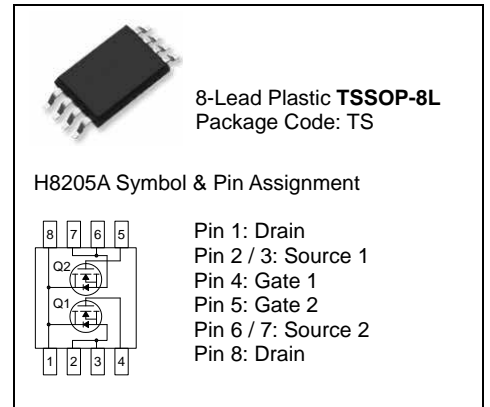 8-Lead Plastic TSSOP-8L
Package Code: TS
H8205A Symbol & Pin Assignment
8 7 6 5
Q2
Q1
1 2 3 4
Pin 1: Drain
Pin 2 / 3: Source 1
Pin 4: Gate 1
Pin 5: Gate 2
Pin 6 / 7: Source 2
Pin 8: Drain